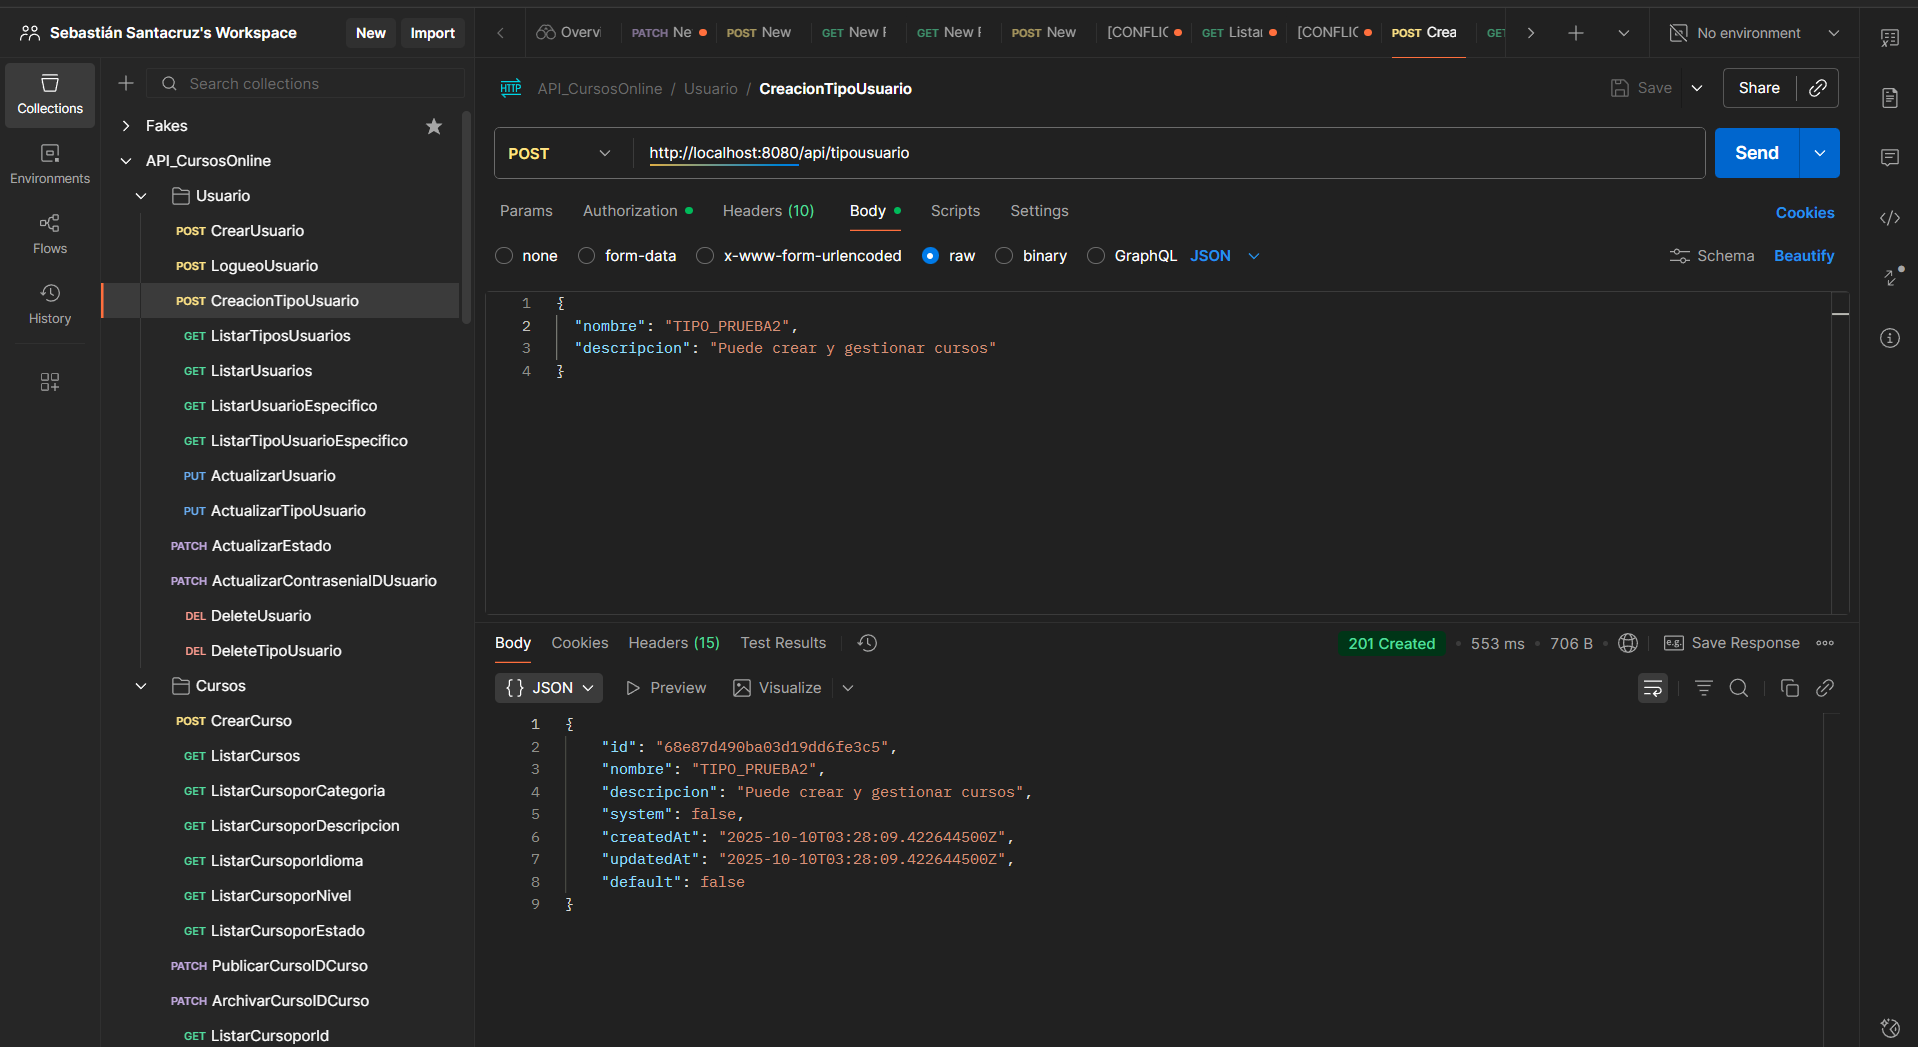 Sebastián Santacruz's Workspace
New
Import
Overvi
PATCH Ne
POST New
GET New F
GET New F
POST New
[CONFLIC
GET Listar
[CONFLIC
POST Crea
GET
No environment
Collections
Environments
Flows
History
Search collections
Fakes
API_CursosOnline
Usuario
POST CrearUsuario
POST LogueoUsuario
POST CreacionTipoUsuario
GET ListarTiposUsuarios
GET ListarUsuarios
GET ListarUsuarioEspecifico
GET ListarTipoUsuarioEspecifico
PUT ActualizarUsuario
PUT ActualizarTipoUsuario
PATCH ActualizarEstado
PATCH ActualizarContraseniaIDUsuario
DEL DeleteUsuario
DEL DeleteTipoUsuario
Cursos
POST CrearCurso
GET ListarCursos
GET ListarCursoporCategoria
GET ListarCursoporDescripcion
GET ListarCursoporIdioma
GET ListarCursoporNivel
GET ListarCursoporEstado
PATCH PublicarCursoIDCurso
PATCH ArchivarCursoIDCurso
GET ListarCursoporId
HTTP API_CursosOnline / Usuario / CreacionTipoUsuario
Save
Share
POST
http://localhost:8080/api/tipousuario
Send
Params
Authorization
Headers (10)
Body
Scripts
Settings
Cookies
none
form-data
x-www-form-urlencoded
raw
binary
GraphQL
JSON
Schema
Beautify
1 {
2 "nombre": "TIPO_PRUEBA2",
3 "descripcion": "Puede crear y gestionar cursos"
4 }
Body
Cookies
Headers (15)
Test Results
201 Created
553 ms
706 B
e.g. Save Response
{} JSON
Preview
Visualize
1 {
2 "id": "68e87d490ba03d19dd6fe3c5",
3 "nombre": "TIPO_PRUEBA2",
4 "descripcion": "Puede crear y gestionar cursos",
5 "system": false,
6 "createdAt": "2025-10-10T03:28:09.422644500Z",
7 "updatedAt": "2025-10-10T03:28:09.422644500Z",
8 "default": false
9 }